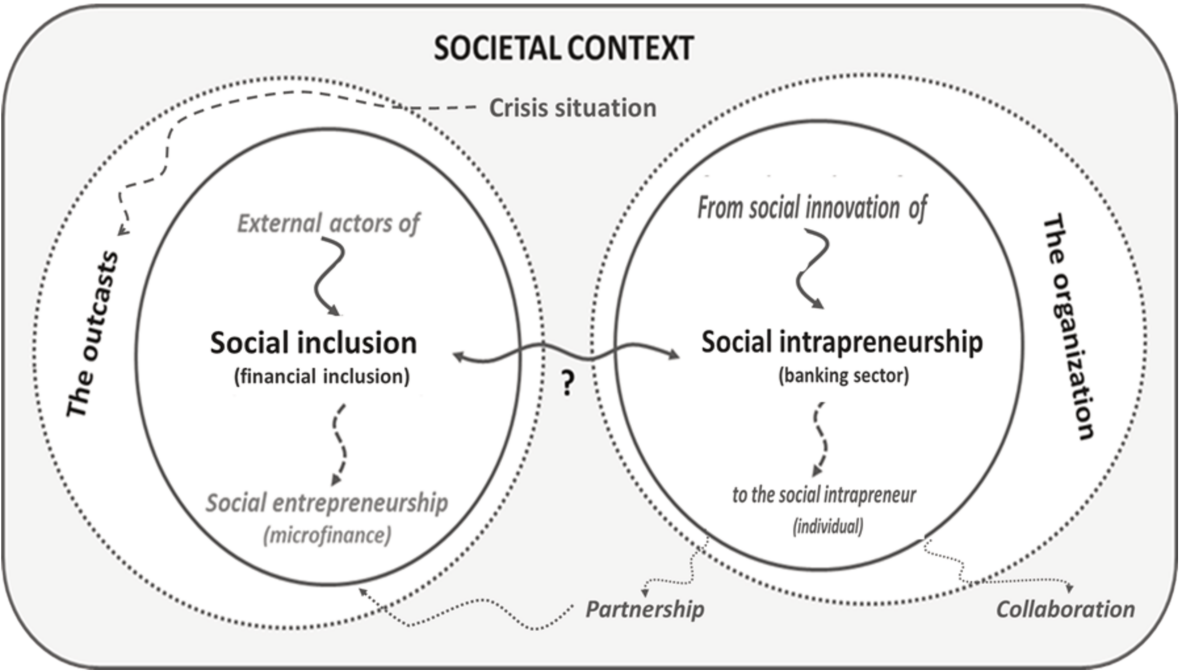 SOCIETAL CONTEXT
Crisis situation
The outcasts
External actors of
Social inclusion
(financial inclusion)
Social entrepreneurship
(microfinance)
?
From social innovation of
Social intrapreneurship
(banking sector)
to the social intrapreneur
(individual)
The organization
Partnership
Collaboration